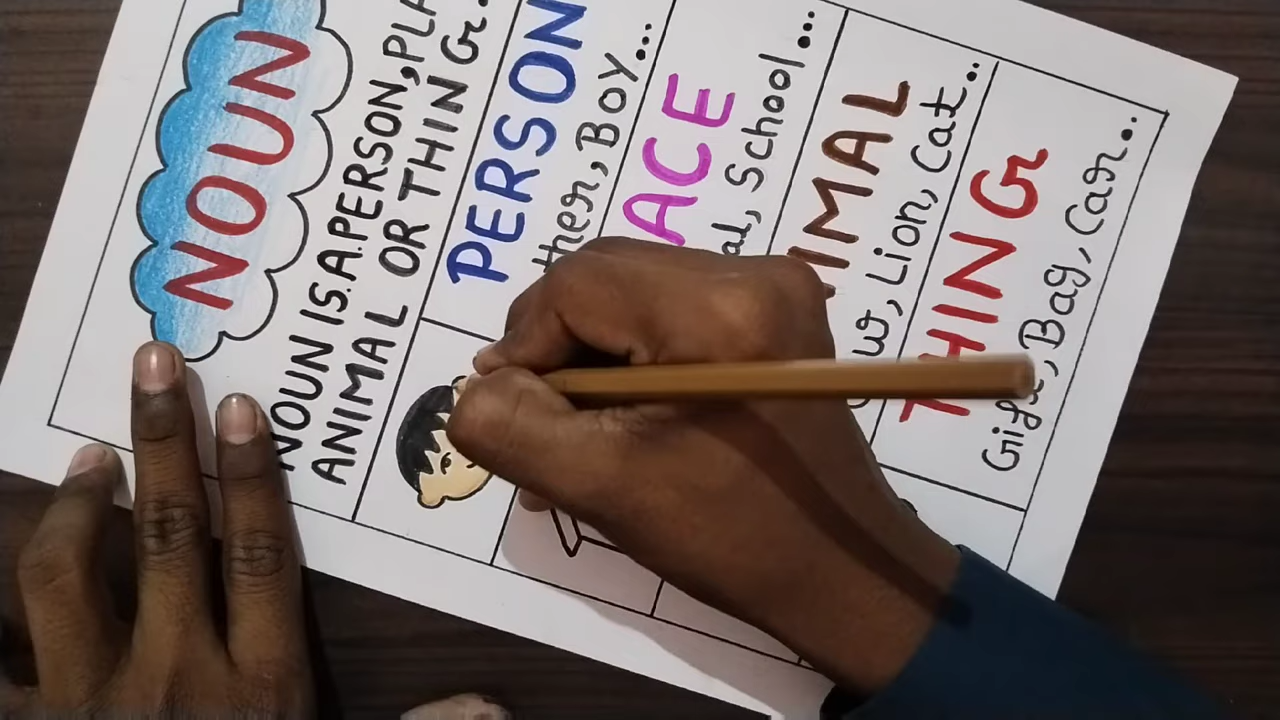 NOUN
NOUN IS.A.PERSON,PLA
ANIMAL OR THING.
PERSON
ther, Boy...
ACE
al, School...
IMAL
w, Lion, Cat...
THING
Gift, Bag, Car...